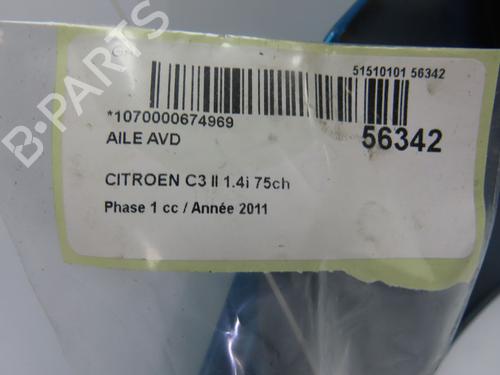 51510101 56342
*1070000674969
56342
AILE AVD
CITROEN C3 II 1.4i 75ch
Phase 1 cc / Année 2011
B-PARTS